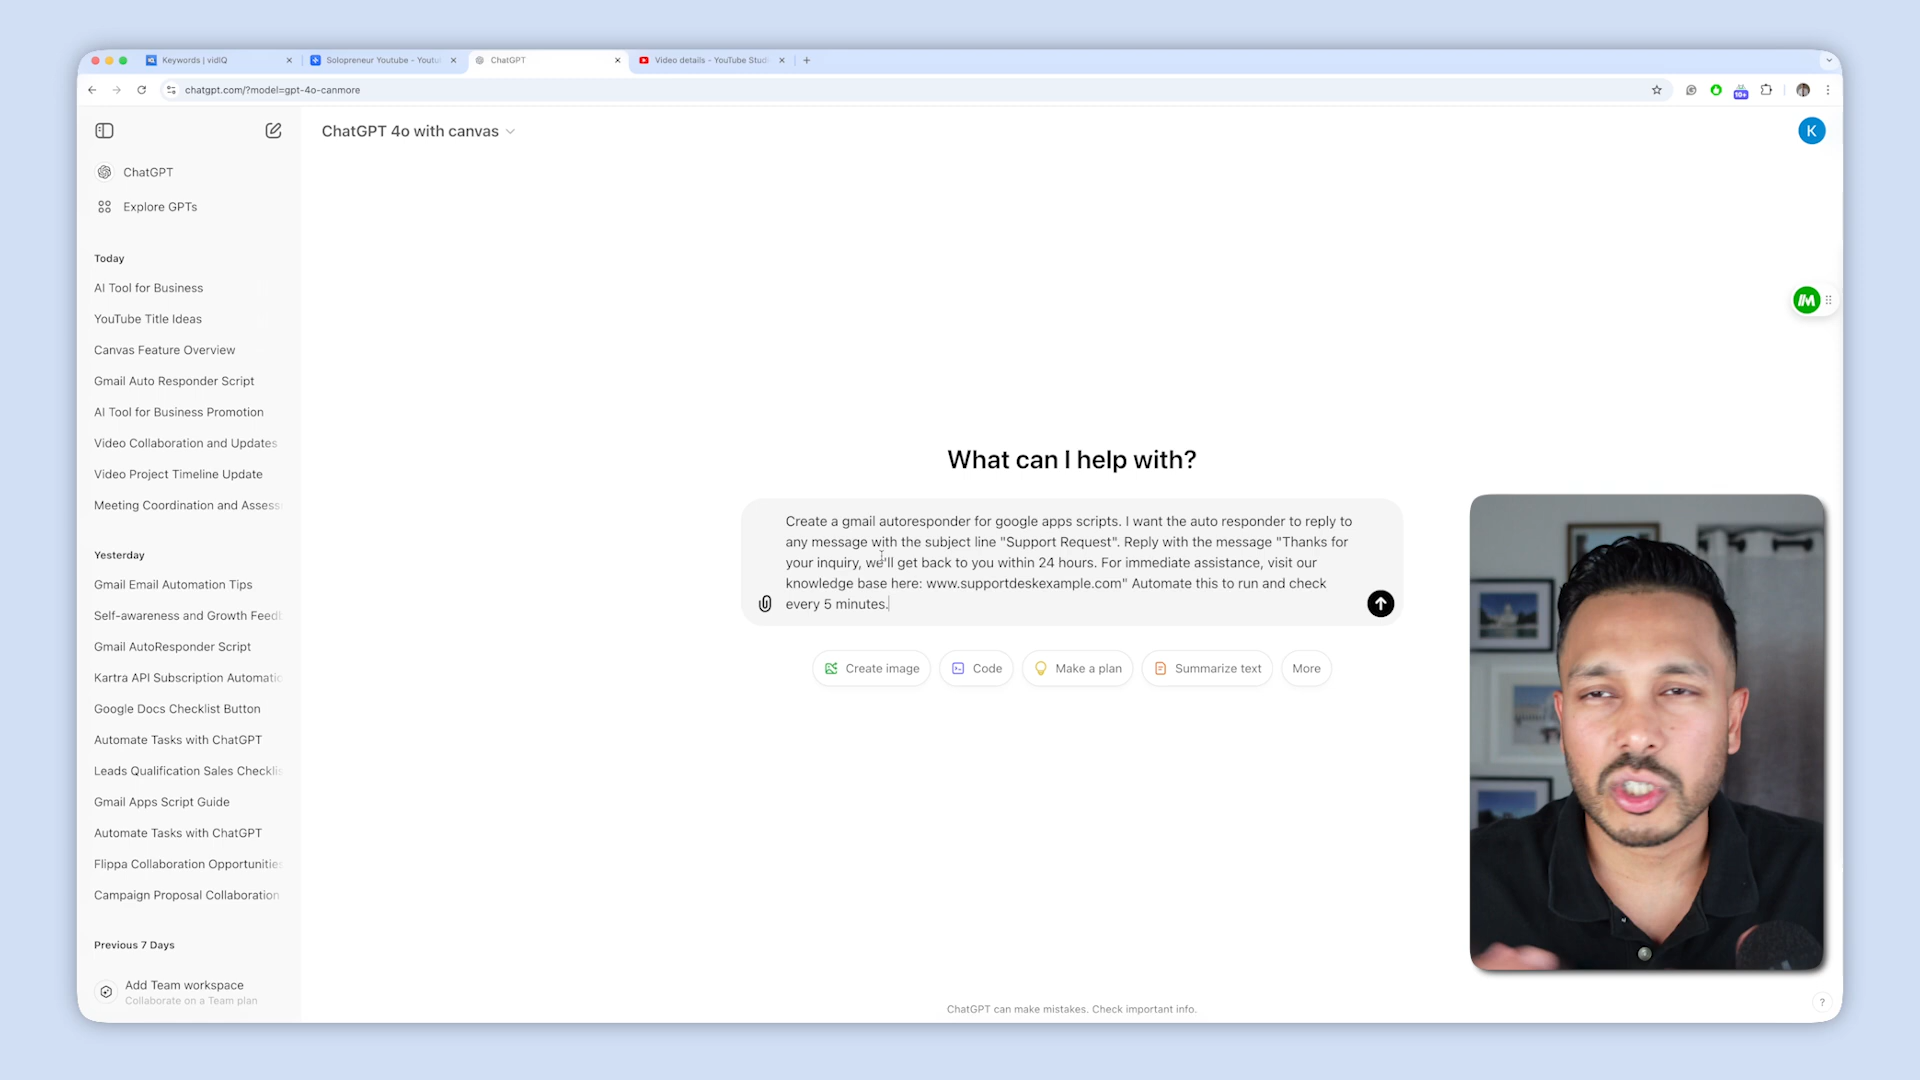 Keywords | vidIQ
Solopreneur Youtube - Youtu
ChatGPT
Video details - YouTube Stud
chatgpt.com/?model=gpt-4o-canmore
10+
ChatGPT 4o with canvas
K
ChatGPT
Explore GPTs
Today
AI Tool for Business
YouTube Title Ideas
Canvas Feature Overview
Gmail Auto Responder Script
AI Tool for Business Promotion
Video Collaboration and Updates
Video Project Timeline Update
Meeting Coordination and Assess
Yesterday
Gmail Email Automation Tips
Self-awareness and Growth Feed
Gmail AutoResponder Script
Kartra API Subscription Automatio
Google Docs Checklist Button
Automate Tasks with ChatGPT
Leads Qualification Sales Checklis
Gmail Apps Script Guide
Automate Tasks with ChatGPT
Flippa Collaboration Opportunitie
Campaign Proposal Collaboration
Previous 7 Days
Add Team workspace
Collaborate on a Team plan
What can I help with?
Create a gmail autoresponder for google apps scripts. I want the auto responder to reply to
any message with the subject line "Support Request". Reply with the message "Thanks for
your inquiry, we'll get back to you within 24 hours. For immediate assistance, visit our
knowledge base here: www.supportdeskexample.com" Automate this to run and check
every 5 minutes.
Create image
Code
Make a plan
Summarize text
More
ChatGPT can make mistakes. Check important info.
?